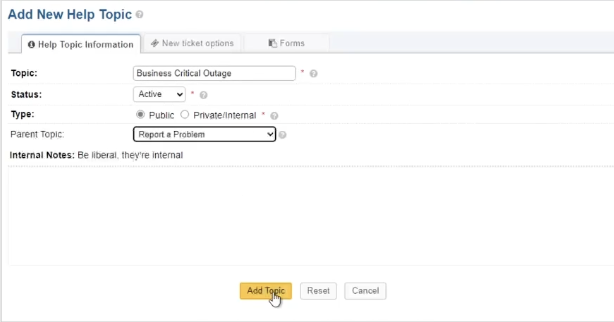 Add New Help Topic
Help Topic Information New ticket options Forms
Topic: Business Critical Outage *
Status: Active *
Type: Public Private/Internal *
Parent Topic: Report a Problem
Internal Notes: Be liberal, they're internal
Add Topic Reset Cancel